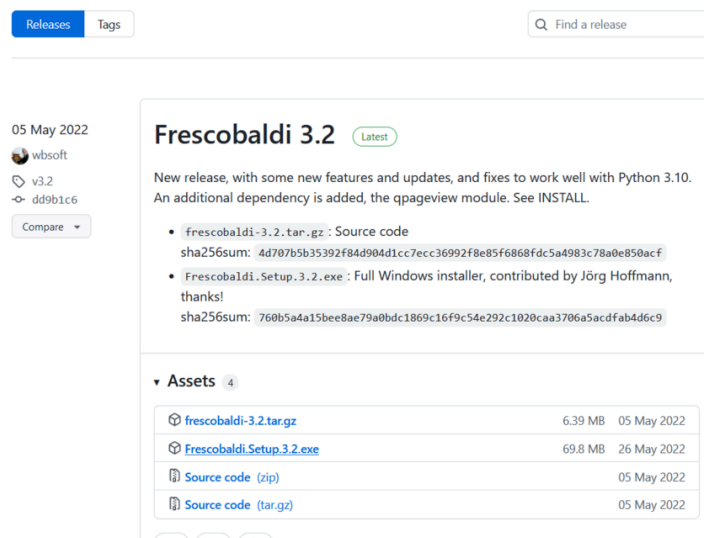 Releases
Tags
Find a release
05 May 2022
wbsoft
v3.2
dd9b1c6
Compare
Frescobaldi 3.2
Latest
New release, with some new features and updates, and fixes to work well with Python 3.10.
An additional dependency is added, the qpageview module. See INSTALL.
frescobaldi-3.2.tar.gz : Source code
sha256sum: 4d707b5b35392f84d904d1cc7ecc36992f8e85f6868fdc5a4983c78a0e850acf
Frescobaldi.Setup.3.2.exe : Full Windows installer, contributed by Jörg Hoffmann,
thanks!
sha256sum: 760b5a4a15bee8ae79a0bdc1869c16f9c54e292c1020caa3706a5acdfab4d6c9
Assets 4
frescobaldi-3.2.tar.gz 6.39 MB 05 May 2022
Frescobaldi.Setup.3.2.exe 69.8 MB 26 May 2022
Source code (zip) 05 May 2022
Source code (tar.gz) 05 May 2022